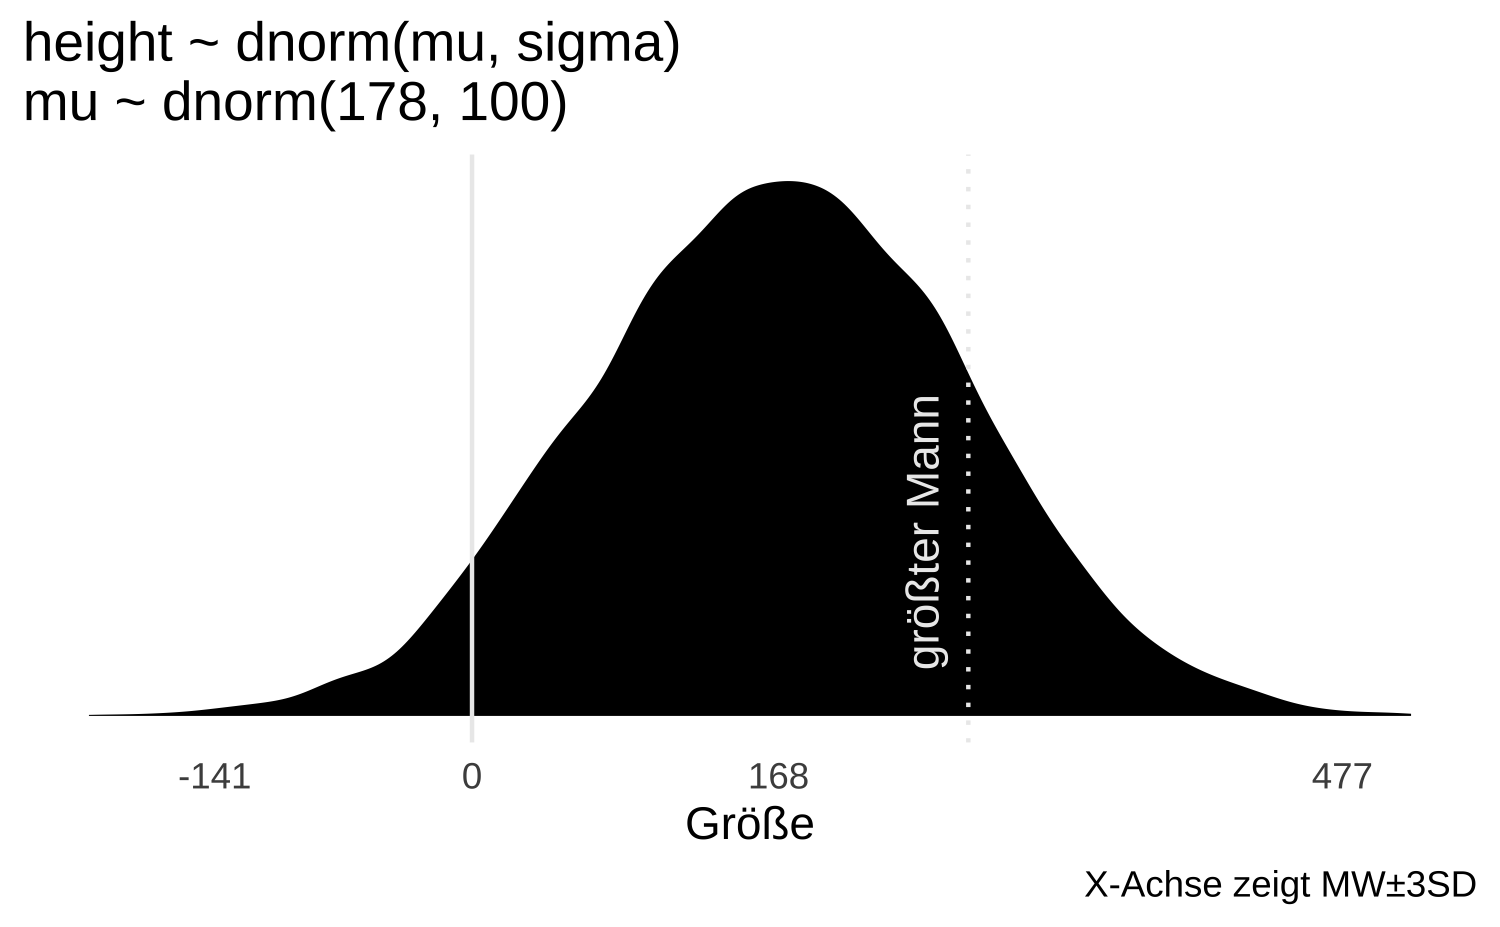 height ~ dnorm(mu, sigma)
mu ~ dnorm(178, 100)
größter Mann
-141 0 168 477
Größe
X-Achse zeigt MW±3SD